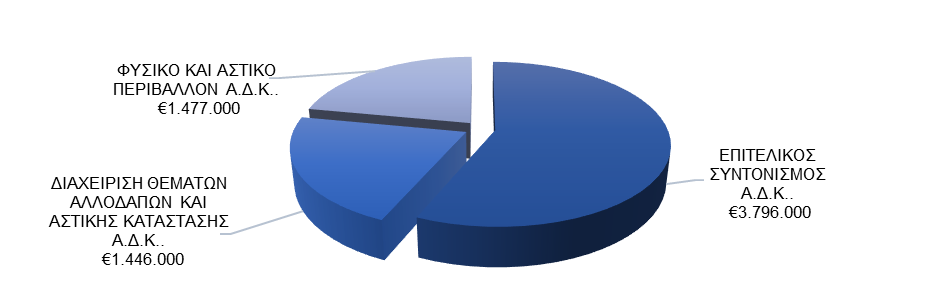 ΦΥΣΙΚΟ ΚΑΙ ΑΣΤΙΚΟ
ΠΕΡΙΒΑΛΛΟΝ Α.Δ.Κ..
€1.477.000
ΕΠΙΤΕΛΙΚΟΣ
ΣΥΝΤΟΝΙΣΜΟΣ
Α.Δ.Κ..
€3.796.000
ΔΙΑΧΕΙΡΙΣΗ ΘΕΜΑΤΩΝ
ΑΛΛΟΔΑΠΩΝ ΚΑΙ
ΑΣΤΙΚΗΣ ΚΑΤΑΣΤΑΣΗΣ
Α.Δ.Κ..
€1.446.000